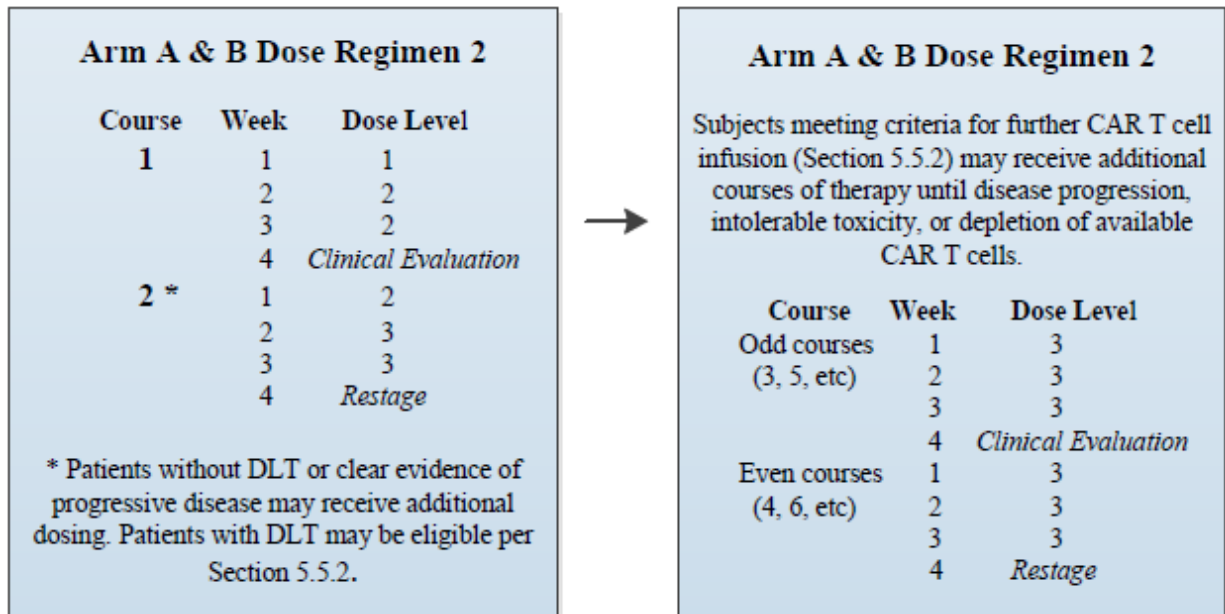 Arm A & B Dose Regimen 2
Course Week Dose Level
1 1 1
2 2
3 2
4 Clinical Evaluation
2 * 1 2
2 3
3 3
4 Restage
* Patients without DLT or clear evidence of
progressive disease may receive additional
dosing. Patients with DLT may be eligible per
Section 5.5.2.
Arm A & B Dose Regimen 2
Subjects meeting criteria for further CAR T cell
infusion (Section 5.5.2) may receive additional
courses of therapy until disease progression,
intolerable toxicity, or depletion of available
CAR T cells.
Course Week Dose Level
Odd courses 1 3
(3, 5, etc) 2 3
3 3
4 Clinical Evaluation
Even courses 1 3
(4, 6, etc) 2 3
3 3
4 Restage